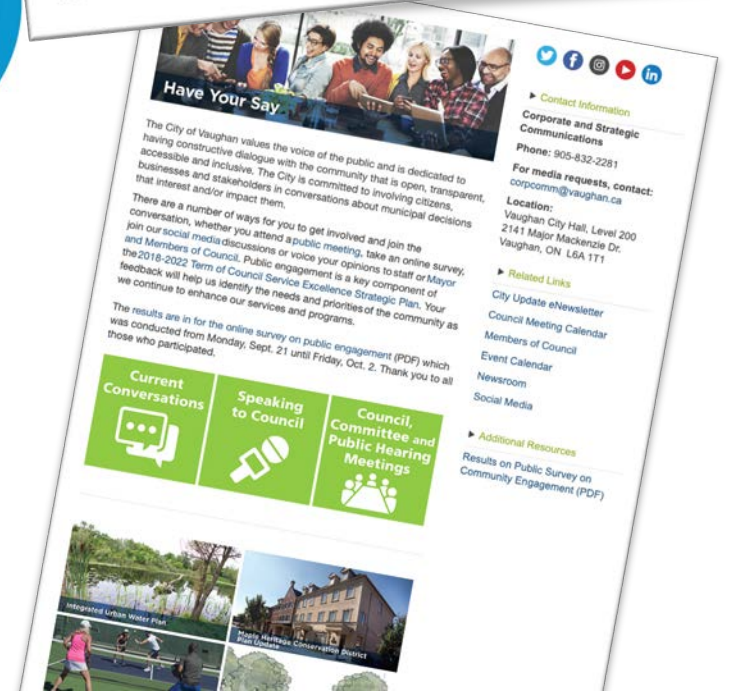 Have Your Say
The City of Vaughan values the voice of the public and is dedicated to
having constructive dialogue with the community that is open, transparent,
accessible and inclusive. The City is committed to involving citizens,
businesses and stakeholders in conversations about municipal decisions
that interest and/or impact them.
There are a number of ways for you to get involved and join the
conversation, whether you attend a public meeting, take an online survey,
join our social media discussions or voice your opinions to staff or Mayor
and Members of Council. Public engagement is a key component of
the 2018-2022 Term of Council Service Excellence Strategic Plan. Your
feedback will help us identify the needs and priorities of the community as
we continue to enhance our services and programs.
The results are in for the online survey on public engagement (PDF) which
was conducted from Monday, Sept. 21 until Friday, Oct. 2. Thank you to all
those who participated.
Current
Conversations
Speaking
to Council
Council,
Committee and
Public Hearing
Meetings
Integrated Urban Water Plan
Maple Heritage Conservation District
Plan Update
Contact Information
Corporate and Strategic
Communications
Phone: 905-832-2281
For media requests, contact:
corpcomm@vaughan.ca
Location:
Vaughan City Hall, Level 200
2141 Major Mackenzie Dr.
Vaughan, ON L6A 1T1
Related Links
City Update eNewsletter
Council Meeting Calendar
Members of Council
Event Calendar
Newsroom
Social Media
Additional Resources
Results on Public Survey on
Community Engagement (PDF)